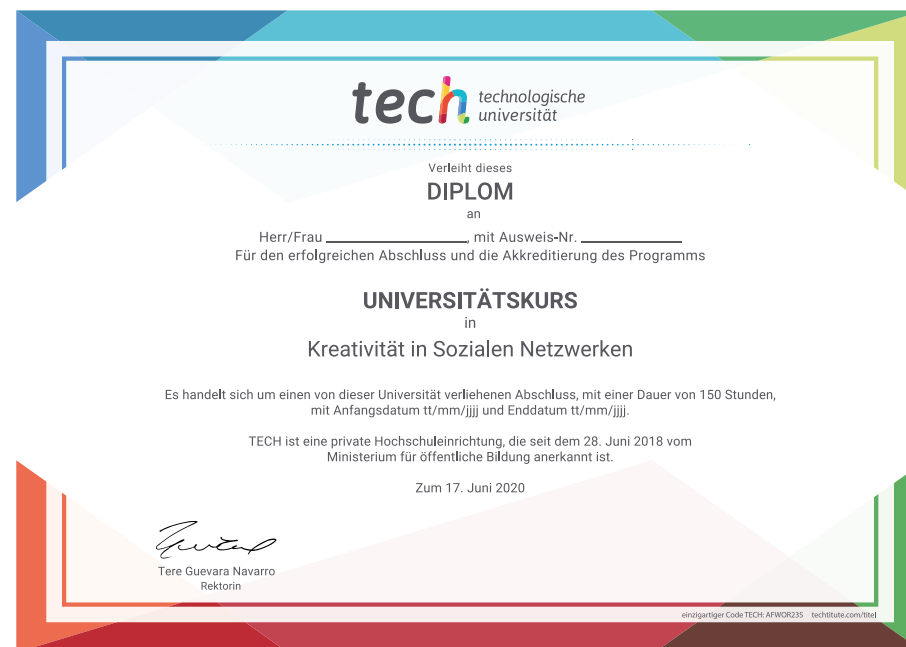 tech technologische
universität
Verleiht dieses
DIPLOM
an
Herr/Frau ____________, mit Ausweis-Nr. ____________
Für den erfolgreichen Abschluss und die Akkreditierung des Programms
UNIVERSITÄTSKURS
in
Kreativität in Sozialen Netzwerken
Es handelt sich um einen von dieser Universität verliehenen Abschluss, mit einer Dauer von 150 Stunden,
mit Anfangsdatum tt/mm/jjjj und Enddatum tt/mm/jjjj.
TECH ist eine private Hochschuleinrichtung, die seit dem 28. Juni 2018 vom
Ministerium für öffentliche Bildung anerkannt ist.
Zum 17. Juni 2020
Tere Guevara Navarro
Rektorin
einzigartiger Code TECH: AFWOR235 techtitute.com/titel